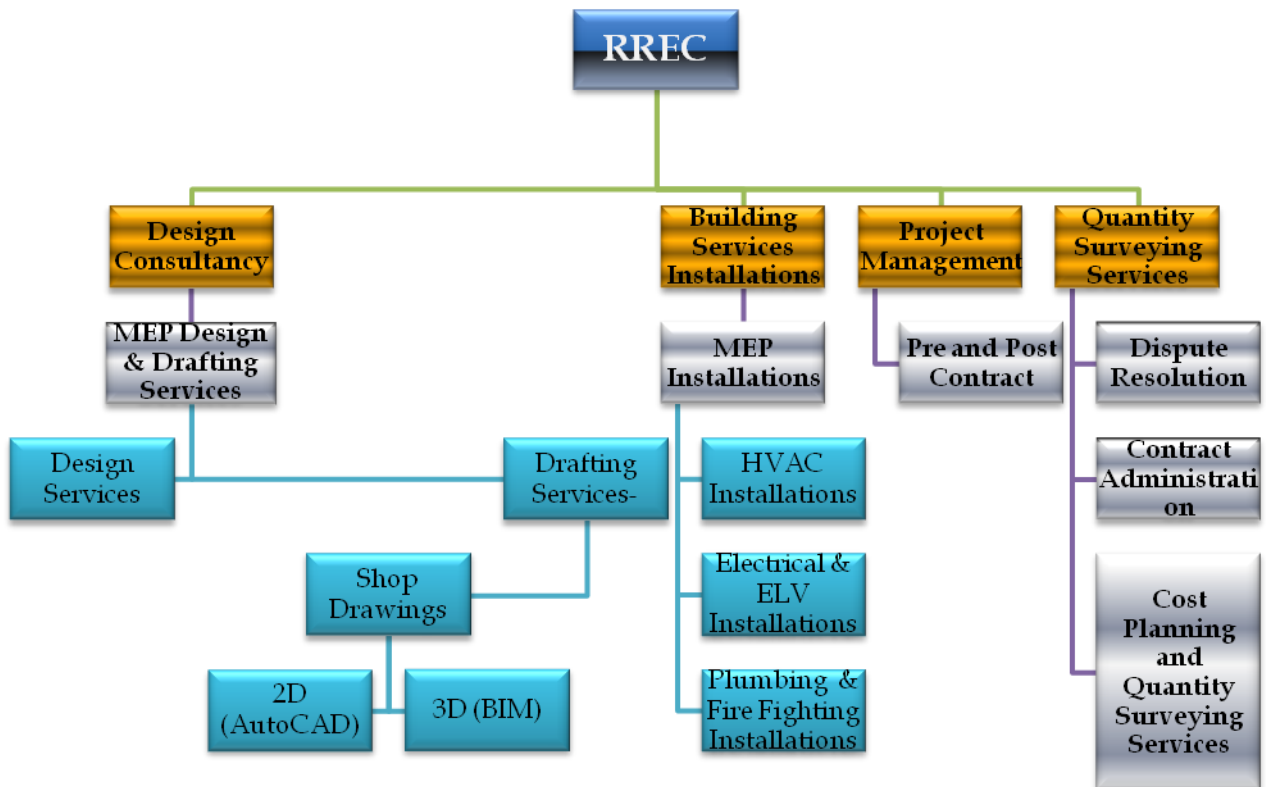 RREC
Design
Consultancy
Building
Services
Installations
Project
Management
Quantity
Surveying
Services
MEP Design
& Drafting
Services
MEP
Installations
Pre and Post
Contract
Dispute
Resolution
Design
Services
Drafting
Services-
HVAC
Installations
Contract
Administrati
on
Shop
Drawings
Electrical &
ELV
Installations
Cost
Planning
and
Quantity
Surveying
Services
2D
(AutoCAD)
3D (BIM)
Plumbing &
Fire Fighting
Installations